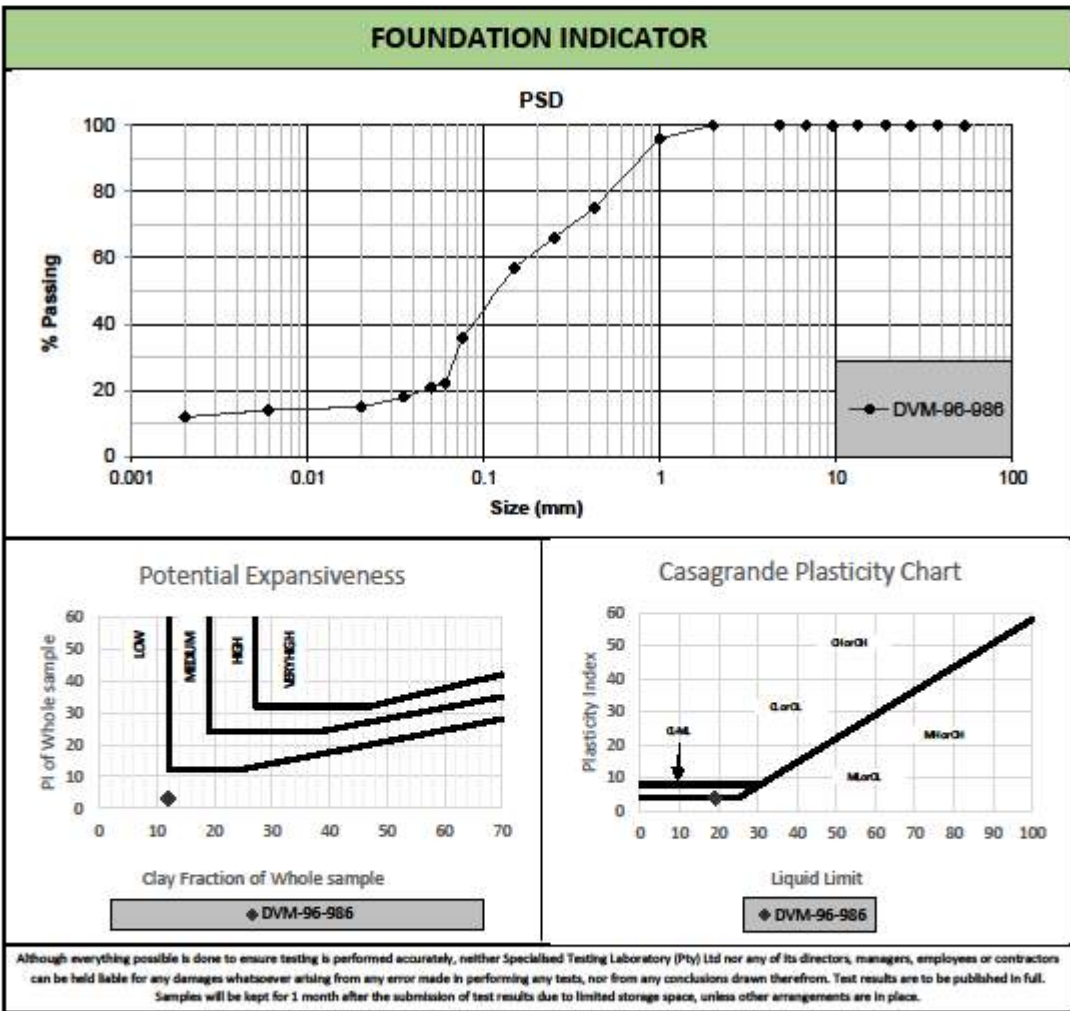 FOUNDATION INDICATOR
PSD
% Passing
100
80
60
40
20
0
0.001 0.01 0.1 1 10 100
Size (mm)
DVM-96-986
Potential Expansiveness
PI of Whole sample
60
50
40
30
20
10
0
LOW
MEDIUM
HIGH
VERYHIGH
0 10 20 30 40 50 60 70
Clay Fraction of Whole sample
DVM-96-986
Casagrande Plasticity Chart
Plasticity Index
60
50
40
30
20
10
0
0 10 20 30 40 50 60 70 80 90 100
Liquid Limit
DVM-96-986
Although everything possible is done to ensure testing is performed accurately, neither Specialised Testing Laboratory (Pty) Ltd nor any of its directors, managers, employees or contractors
can be held liable for any damages whatsoever arising from any error made in performing any tests, nor from any conclusions drawn therefrom. Test results are to be published in full.
Samples will be kept for 1 month after the submission of test results due to limited storage space, unless other arrangements are in place.